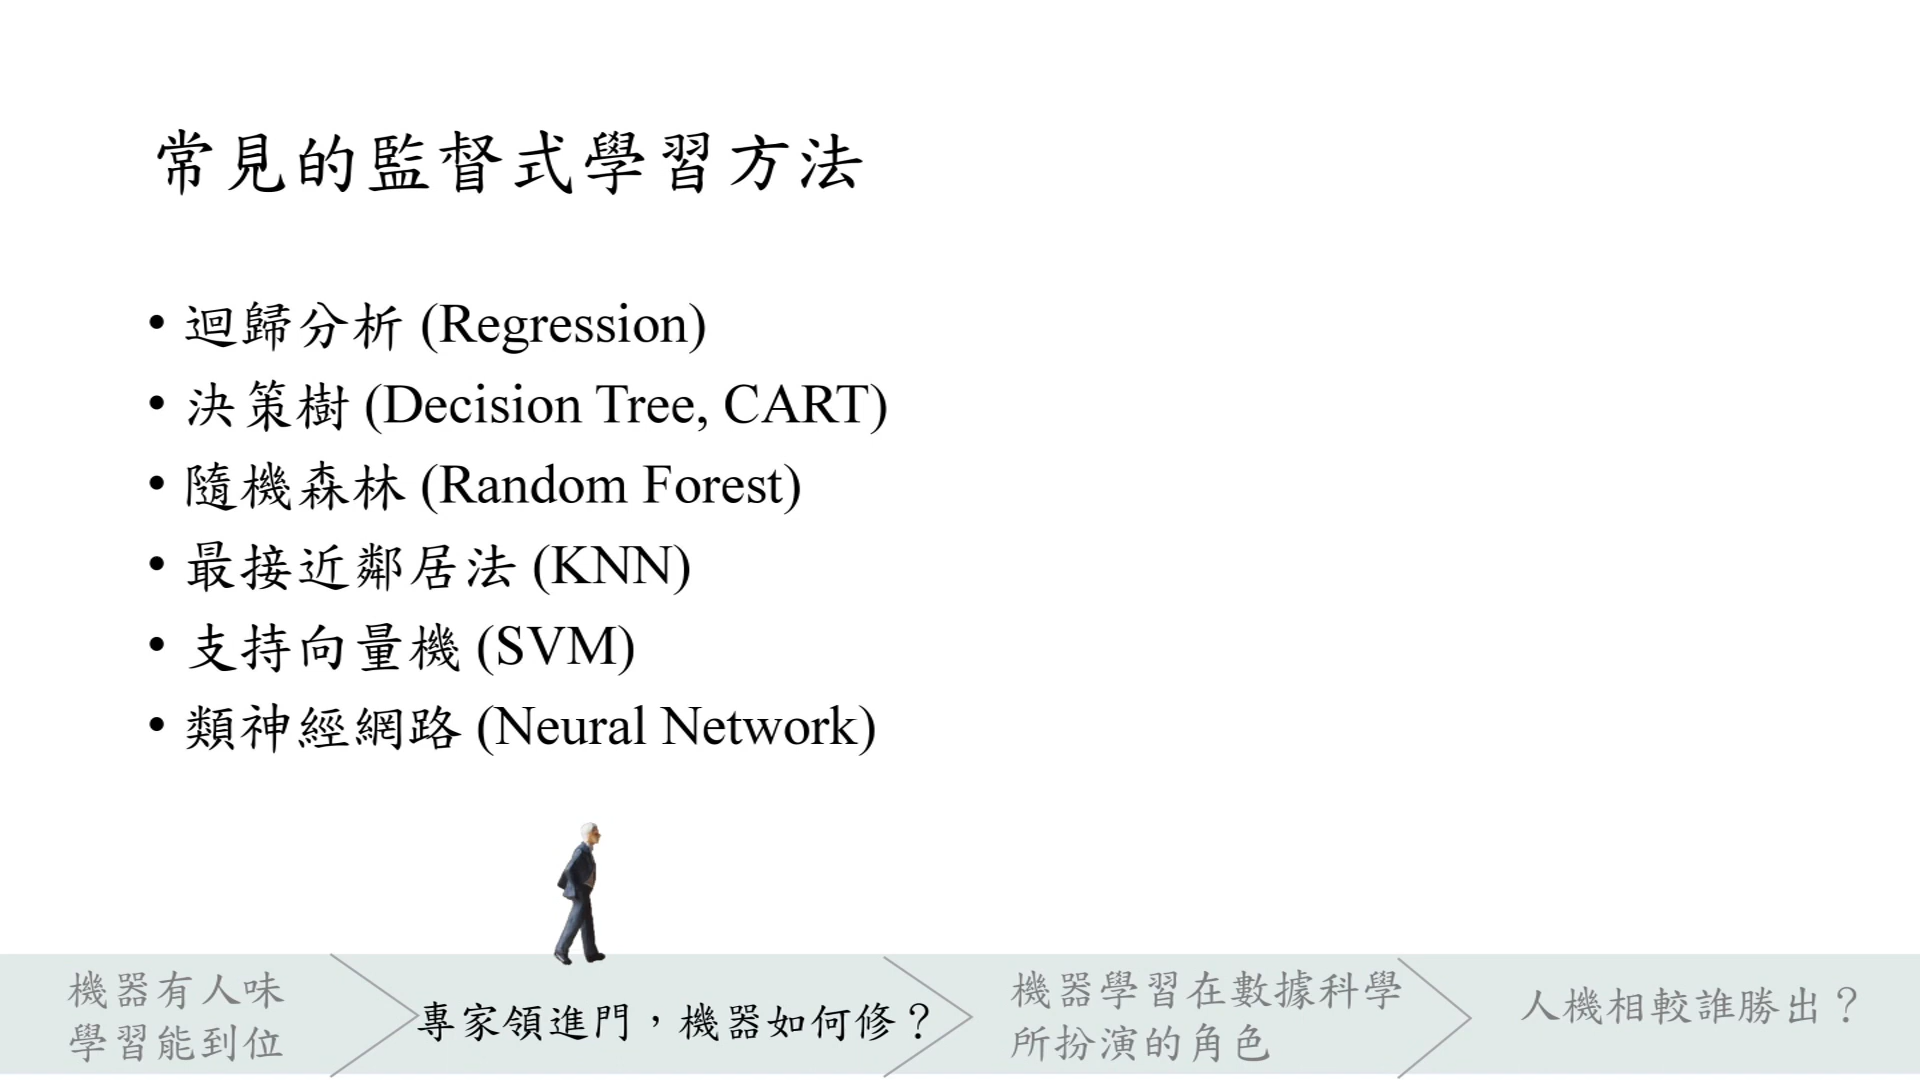 常見的監督式學習方法
• 迴歸分析 (Regression)
• 決策樹 (Decision Tree, CART)
• 隨機森林 (Random Forest)
• 最接近鄰居法 (KNN)
• 支持向量機 (SVM)
• 類神經網路 (Neural Network)
機器有人味
學習能到位
專家領進門，機器如何修？
機器學習在數據科學
所扮演的角色
人機相較誰勝出？